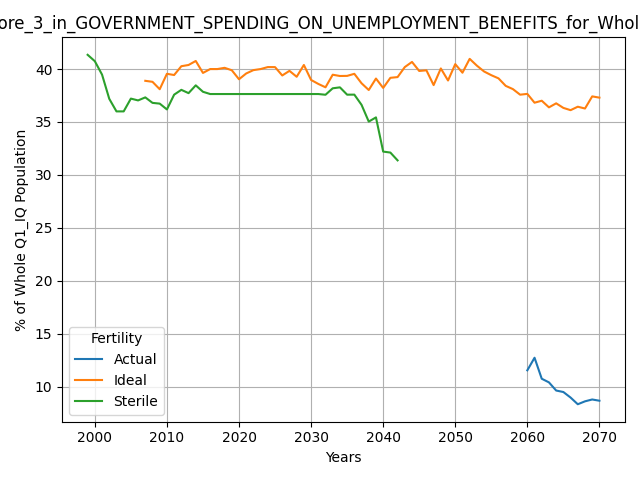 ore_3_in_GOVERNMENT_SPENDING_ON_UNEMPLOYMENT_BENEFITS_for_Whol
% of Whole Q1_IQ Population
40
35
30
25
20
15
10
Fertility
Actual
Ideal
Sterile
2000 2010 2020 2030 2040 2050 2060 2070
Years